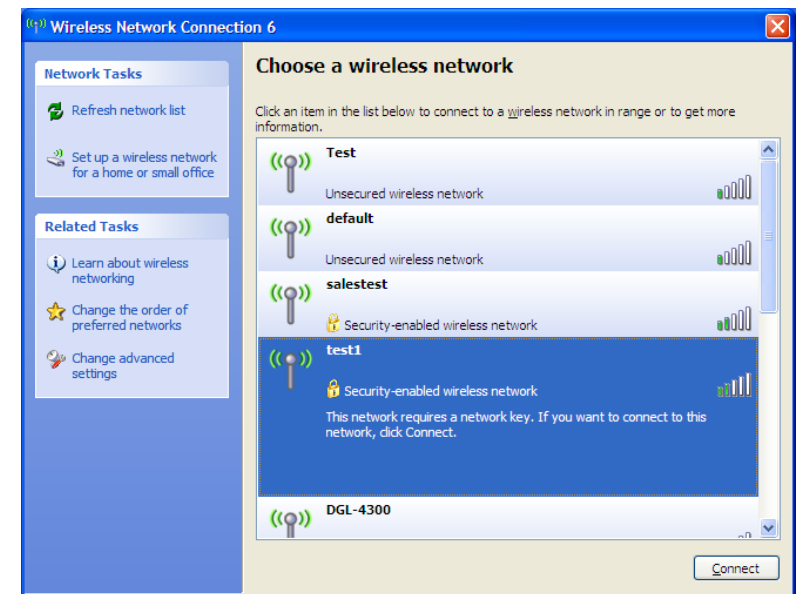 Wireless Network Connection 6
Network Tasks
Refresh network list
Set up a wireless network
for a home or small office
Related Tasks
Learn about wireless
networking
Change the order of
preferred networks
Change advanced
settings
Choose a wireless network
Click an item in the list below to connect to a wireless network in range or to get more
information.
Test
Unsecured wireless network
default
Unsecured wireless network
salestest
Security-enabled wireless network
test1
Security-enabled wireless network
This network requires a network key. If you want to connect to this
network, click Connect.
DGL-4300
Connect